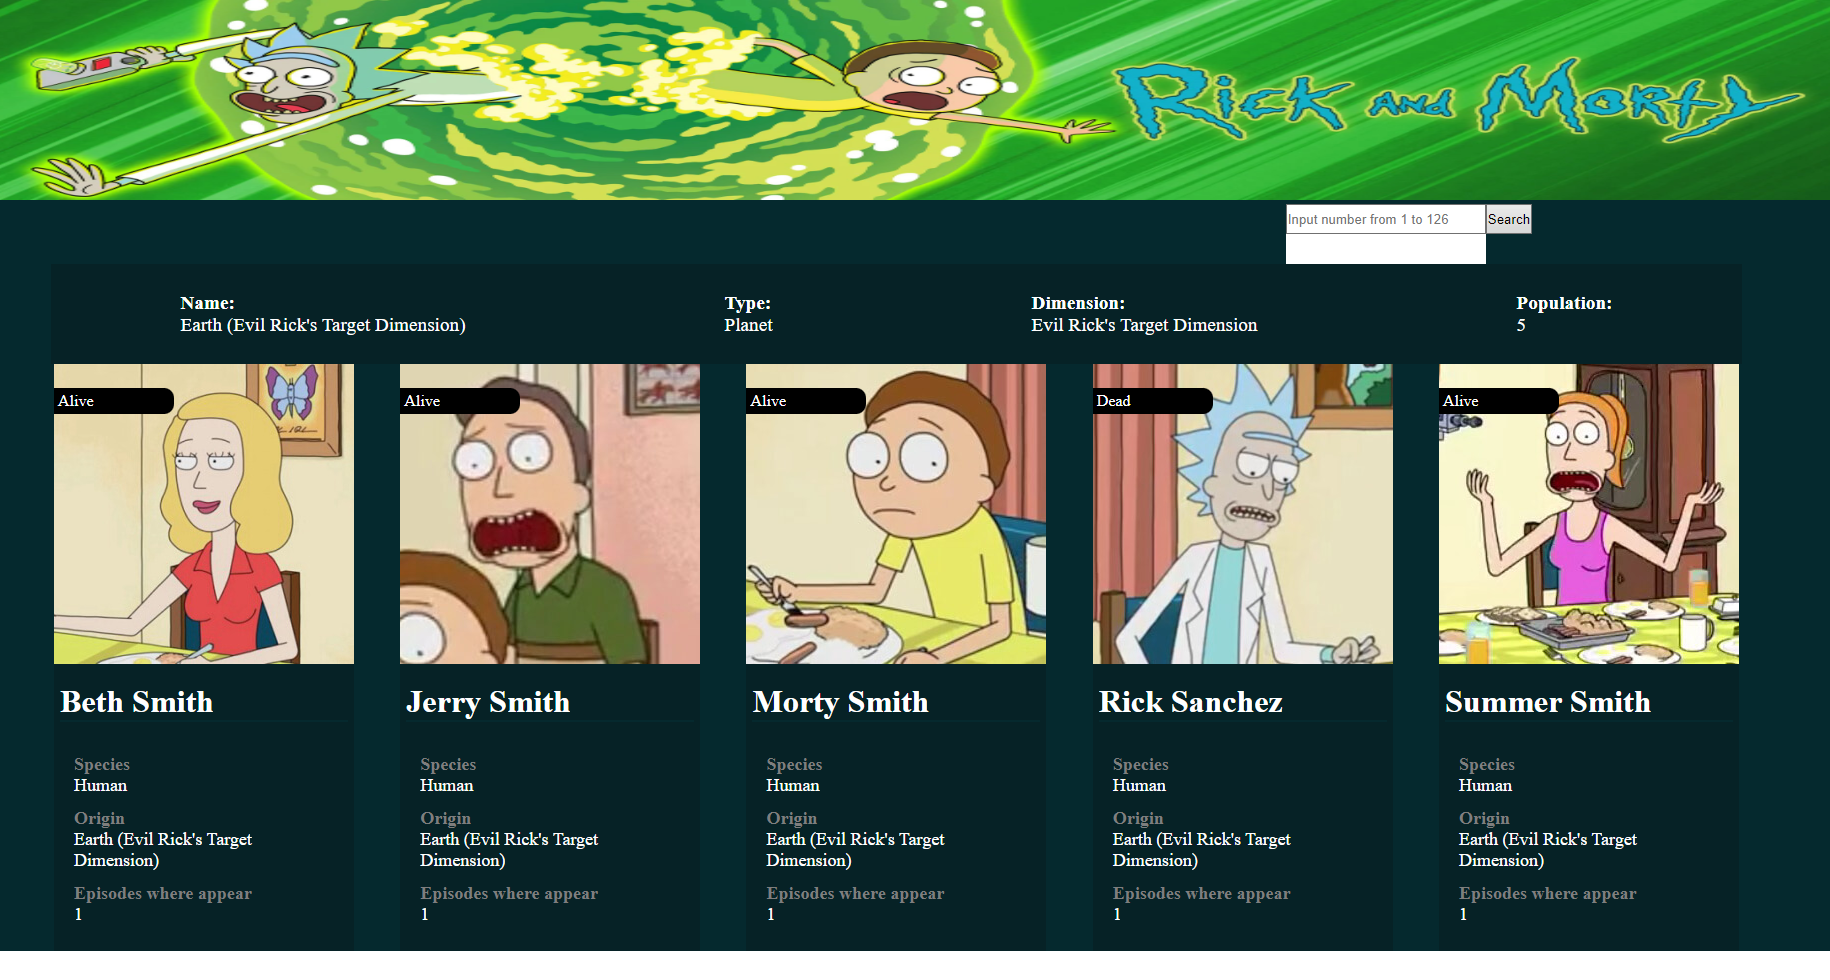 Rick and Morty
Input number from 1 to 126 Search
Name: Type: Dimension: Population:
Earth (Evil Rick's Target Dimension) Planet Evil Rick's Target Dimension 5
Alive Alive Alive Dead Alive
Beth Smith Jerry Smith Morty Smith Rick Sanchez Summer Smith
Species Species Species Species Species
Human Human Human Human Human
Origin Origin Origin Origin Origin
Earth (Evil Rick's Target Earth (Evil Rick's Target Earth (Evil Rick's Target Earth (Evil Rick's Target Earth (Evil Rick's Target
Dimension) Dimension) Dimension) Dimension) Dimension)
Episodes where appear Episodes where appear Episodes where appear Episodes where appear Episodes where appear
1 1 1 1 1